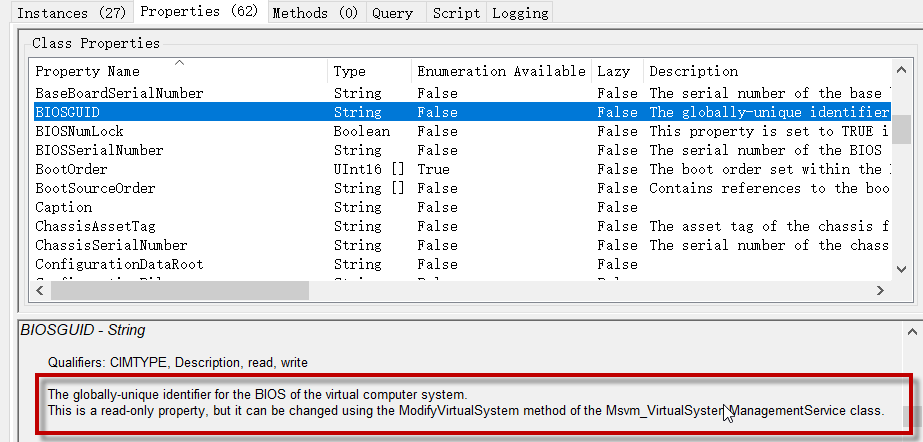 Instances (27) Properties (62) Methods (0) Query Script Logging
Class Properties
Property Name Type Enumeration Available Lazy Description
BaseBoardSerialNumber String False False The serial number of the base
BIOSGUID String False False The globally-unique identifier
BIOSNumLock Boolean False False This property is set to TRUE i
BIOSSerialNumber String False False The serial number of the BIOS
BootOrder UInt16 [] True False The boot order set within the
BootSourceOrder String [] False False Contains references to the boo
Caption String False False
ChassisAssetTag String False False The asset tag of the chassis f
ChassisSerialNumber String False False The serial number of the chass
ConfigurationDataRoot String False False
BIOSGUID - String
Qualifiers: CIMTYPE, Description, read, write
The globally-unique identifier for the BIOS of the virtual computer system.
This is a read-only property, but it can be changed using the ModifyVirtualSystem method of the Msvm_VirtualSystemManagementService class.